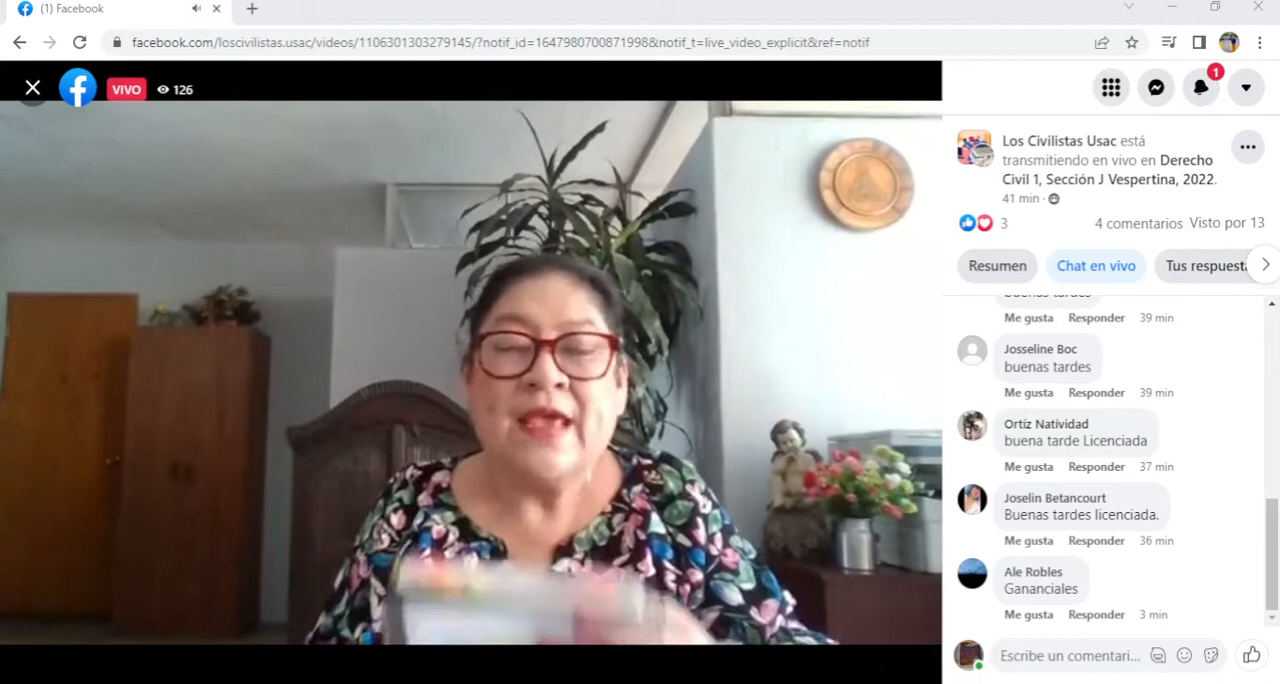 (1) Facebook
facebook.com/loscivilistas.usac/videos/1106301303279145/?notif_id=1647980700871998&notif_t=live_video_explicit&ref=notif
VIVO 126
1
Los Civilistas Usac está
transmitiendo en vivo en Derecho
Civil 1, Sección J Vespertina, 2022.
41 min ·
3 4 comentarios Visto por 13
Resumen Chat en vivo Tus respuest
buenas tardes
Me gusta Responder 39 min
Josseline Boc
buenas tardes
Me gusta Responder 39 min
Ortíz Natividad
buena tarde Licenciada
Me gusta Responder 37 min
Joselin Betancourt
Buenas tardes licenciada.
Me gusta Responder 36 min
Ale Robles
Gananciales
Me gusta Responder 3 min
Escribe un comentari...